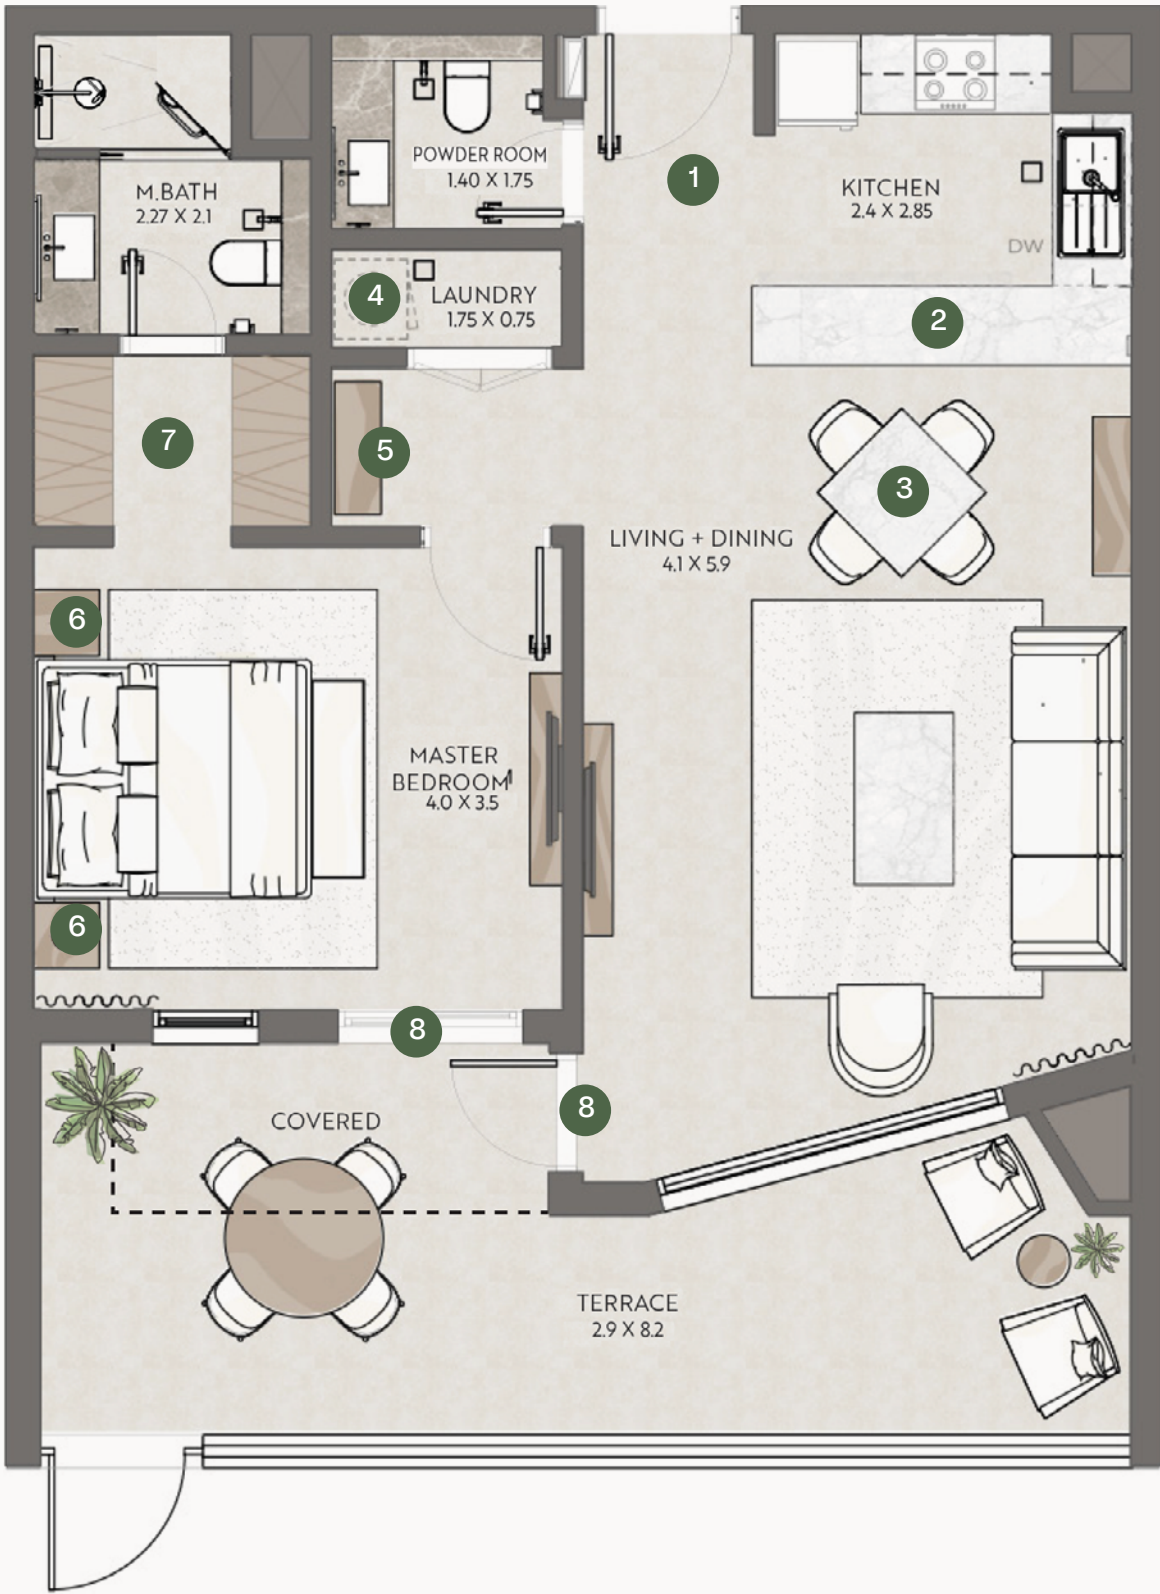 POWDER ROOM
1.40 X 1.75
1
M.BATH
2.27 X 2.1
KITCHEN
2.4 X 2.85
DW
4
LAUNDRY
1.75 X 0.75
2
7
5
3
LIVING + DINING
4.1 X 5.9
6
MASTER
BEDROOM
4.0 X 3.5
6
8
8
COVERED
TERRACE
2.9 X 8.2